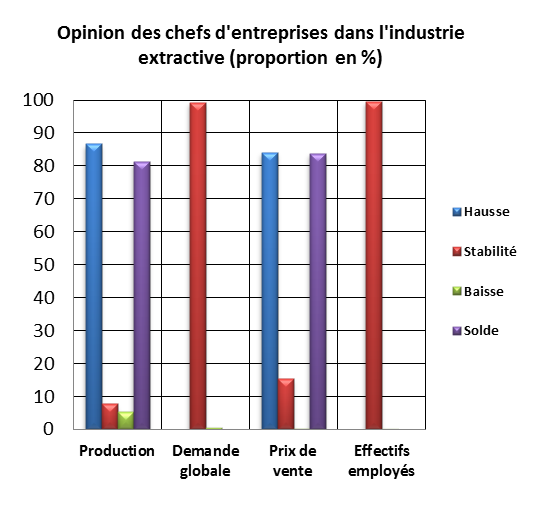 Opinion des chefs d'entreprises dans l'industrie
extractive (proportion en %)
100
90
80
70
60
50
40
30
20
10
0
Hausse
Stabilité
Baisse
Solde
Production
Demande
globale
Prix de
vente
Effectifs
employés